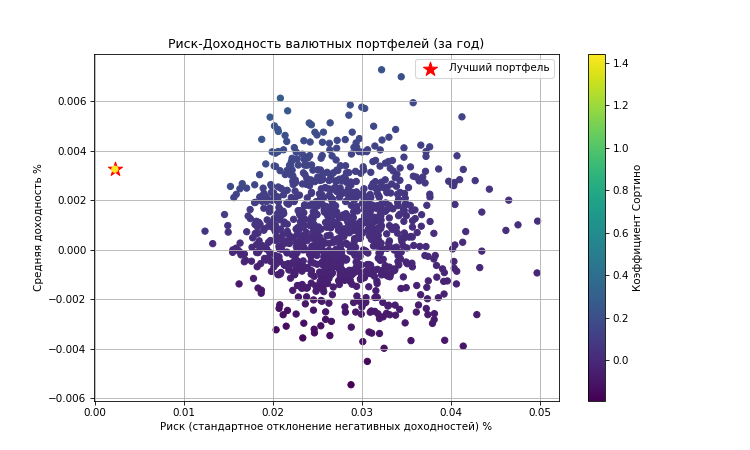 Риск-Доходность валютных портфелей (за год)
Лучший портфель
Средняя доходность %
0.006
0.004
0.002
0.000
−0.002
−0.004
−0.006
0.00 0.01 0.02 0.03 0.04 0.05
Риск (стандартное отклонение негативных доходностей) %
1.4
1.2
1.0
0.8
0.6
0.4
0.2
0.0
Коэффициент Сортино